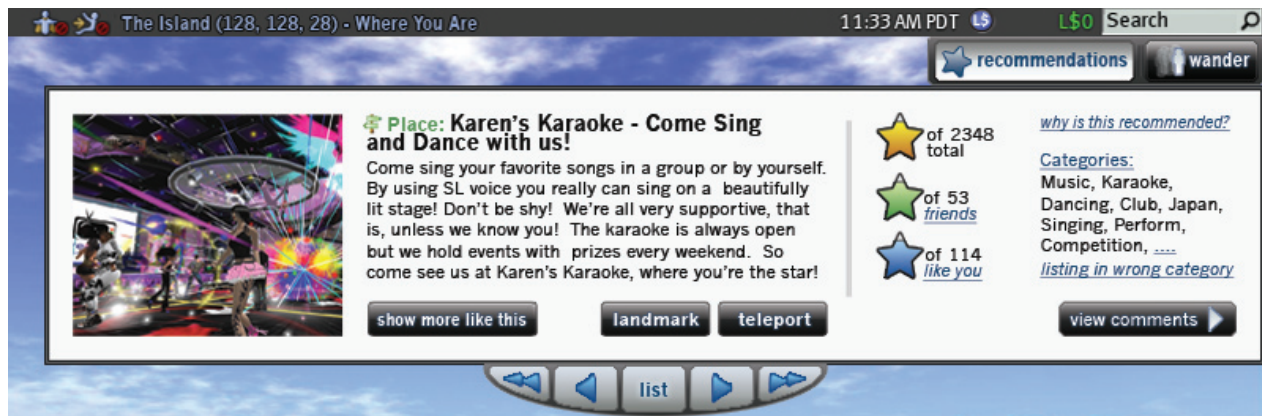 The Island (128, 128, 28) - Where You Are
11:33 AM PDT
L$
L$0
Search
recommendations
wander
Place: Karen's Karaoke - Come Sing
and Dance with us!
Come sing your favorite songs in a group or by yourself.
By using SL voice you really can sing on a beautifully
lit stage! Don't be shy! We're all very supportive, that
is, unless we know you! The karaoke is always open
but we hold events with prizes every weekend. So
come see us at Karen's Karaoke, where you're the star!
show more like this
landmark
teleport
of 2348
total
of 53
friends
of 114
like you
why is this recommended?
Categories:
Music, Karaoke,
Dancing, Club, Japan,
Singing, Perform,
Competition, ....
listing in wrong category
view comments
list